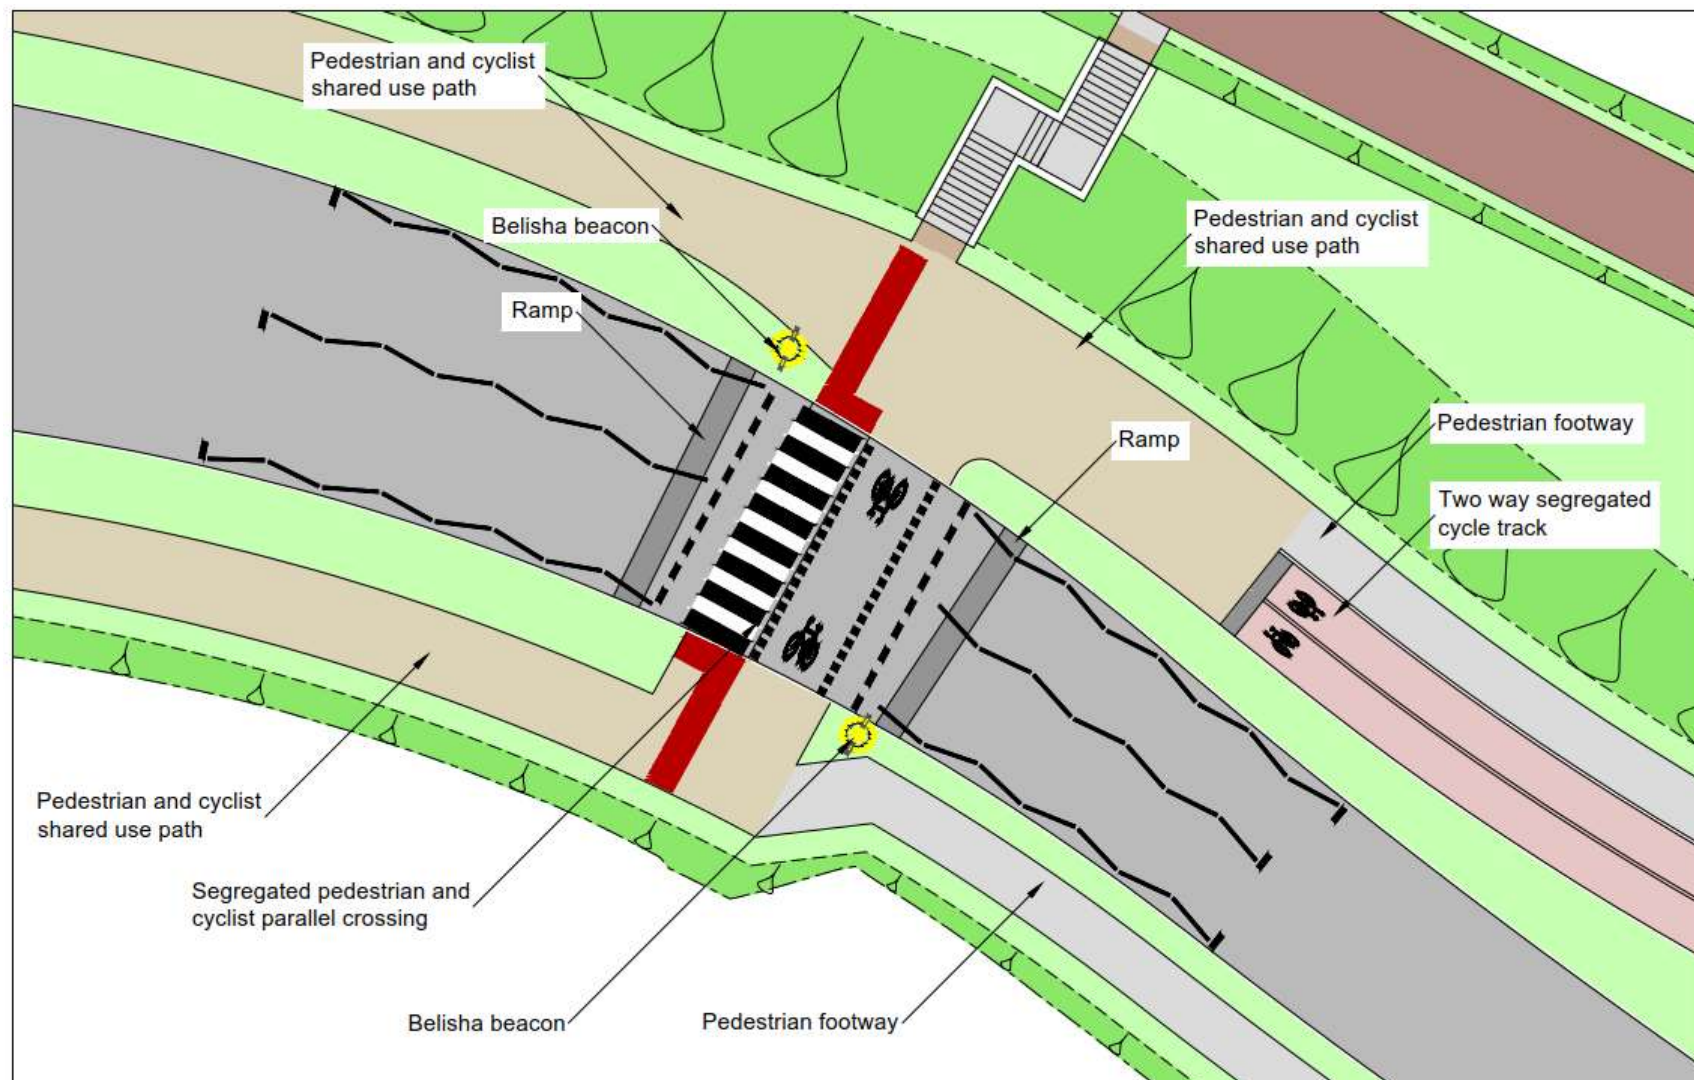 Pedestrian and cyclist
shared use path
Belisha beacon
Pedestrian and cyclist
shared use path
Ramp
Pedestrian footway
Ramp
Two way segregated
cycle track
Pedestrian and cyclist
shared use path
Segregated pedestrian and
cyclist parallel crossing
Belisha beacon
Pedestrian footway